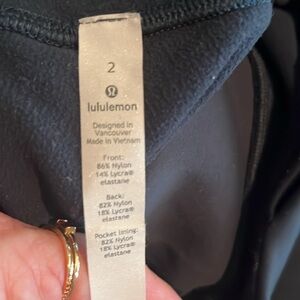 2
lululemon
Designed in
Vancouver
Made in Vietnam
Front:
86% Nylon
14% Lycra®
elastane
Back:
82% Nylon
18% Lycra®
elastane
Pocket lining:
82% Nylon
18% Lycra®
elastane